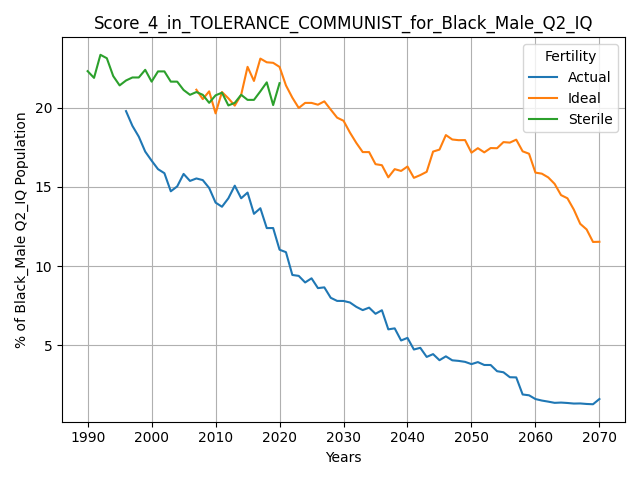 Score_4_in_TOLERANCE_COMMUNIST_for_Black_Male_Q2_IQ
Fertility
Actual
Ideal
Sterile
% of Black_Male Q2_IQ Population
20
15
10
5
1990 2000 2010 2020 2030 2040 2050 2060 2070
Years